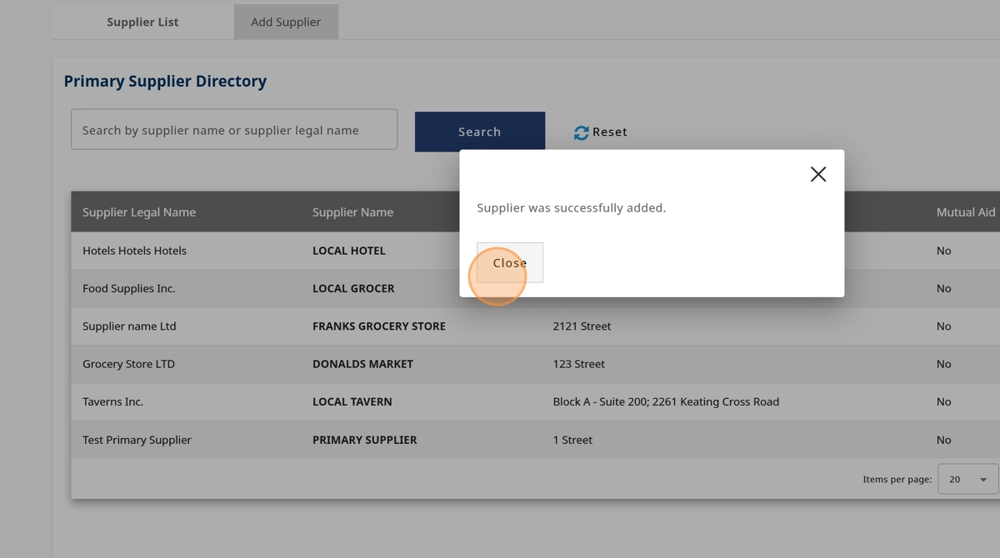 Supplier List Add Supplier
Primary Supplier Directory
Search by supplier name or supplier legal name Search Reset
Supplier was successfully added.
Close
Supplier Legal Name Supplier Name Mutual Aid
Hotels Hotels Hotels LOCAL HOTEL No
Food Supplies Inc. LOCAL GROCER No
Supplier name Ltd FRANKS GROCERY STORE 2121 Street No
Grocery Store LTD DONALDS MARKET 123 Street No
Taverns Inc. LOCAL TAVERN Block A - Suite 200; 2261 Keating Cross Road No
Test Primary Supplier PRIMARY SUPPLIER 1 Street No
Items per page: 20